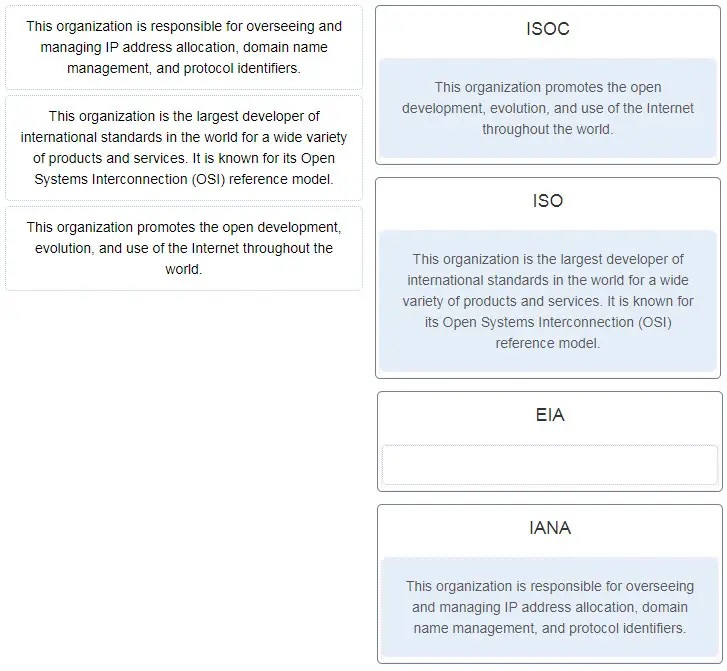 This organization is responsible for overseeing and
managing IP address allocation, domain name
management, and protocol identifiers.
This organization is the largest developer of
international standards in the world for a wide variety
of products and services. It is known for its Open
Systems Interconnection (OSI) reference model.
This organization promotes the open development,
evolution, and use of the Internet throughout the
world.
ISOC
This organization promotes the open
development, evolution, and use of the Internet
throughout the world.
ISO
This organization is the largest developer of
international standards in the world for a wide
variety of products and services. It is known for
its Open Systems Interconnection (OSI)
reference model.
EIA
IANA
This organization is responsible for overseeing
and managing IP address allocation, domain
name management, and protocol identifiers.